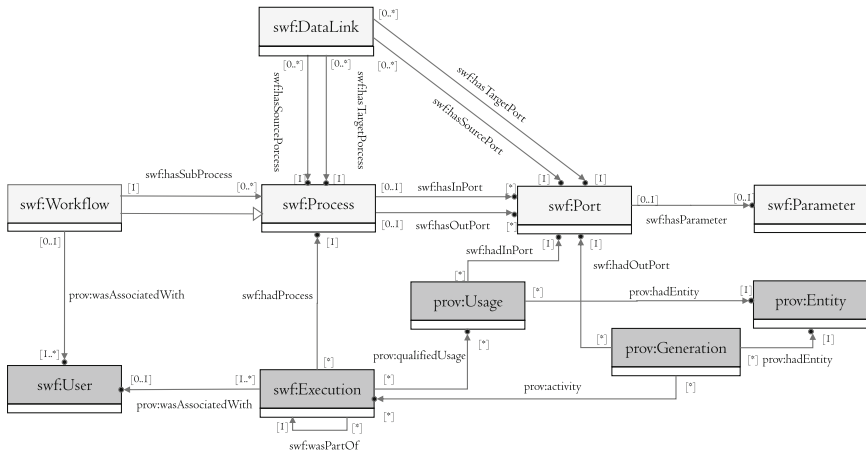 [0..*]
swf:DataLink
[0..*] [0..*] [0..*]
swf:hasSourcePorcess
swf:hasTargetPorcess
swf:hasTargetPort
swf:hasSourcePort
swf:hasSubProcess
[1] [0..*]
[1] [1]
[0..1] swf:hasInPort [*]
[1] [1]
swf:Workflow
swf:Process
swf:Port
swf:Parameter
[0..1] [0..1]
swf:hasParameter
[0..1] swf:hasOutPort [*]
[0..1]
[1]
[1] [1]
swf:hadInPort
swf:hadOutPort
[*]
prov:wasAssociatedWith
swf:hadProcess
prov:Usage
[*] prov:hadEntity [1]
prov:Entity
[*]
prov:Generation
[*] prov:hadEntity [1]
[1..*]
prov:qualifiedUsage [*]
[*]
swf:User
[0..1] [1..*]
prov:wasAssociatedWith
swf:Execution
[*]
prov:activity
[*]
[*]
[1] [*]
swf:wasPartOf